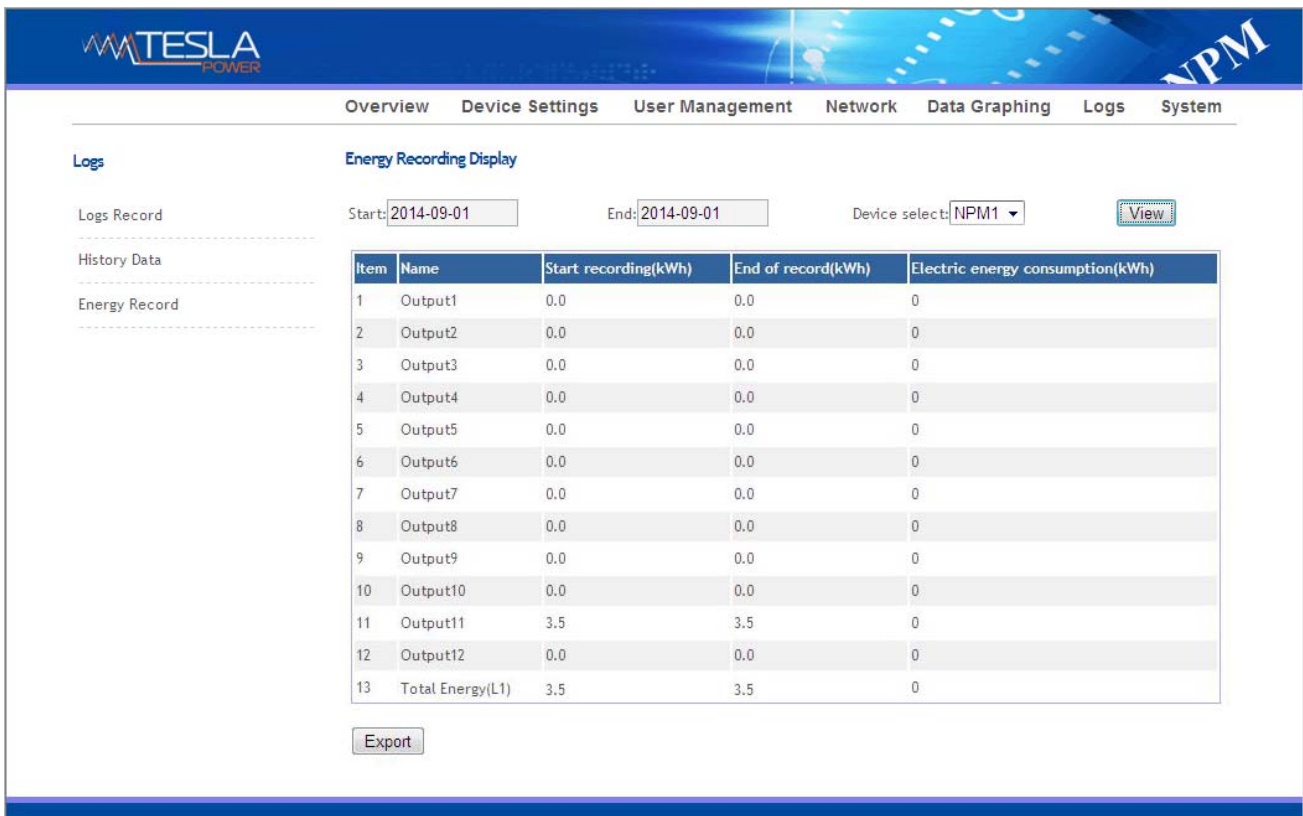 TESLA
POWER
NPM
Overview Device Settings User Management Network Data Graphing Logs System
Logs
Energy Recording Display
Logs Record
History Data
Energy Record
Start: 2014-09-01 End: 2014-09-01 Device select: NPM1 View
Item Name Start recording(kWh) End of record(kWh) Electric energy consumption(kWh)
1 Output1 0.0 0.0 0
2 Output2 0.0 0.0 0
3 Output3 0.0 0.0 0
4 Output4 0.0 0.0 0
5 Output5 0.0 0.0 0
6 Output6 0.0 0.0 0
7 Output7 0.0 0.0 0
8 Output8 0.0 0.0 0
9 Output9 0.0 0.0 0
10 Output10 0.0 0.0 0
11 Output11 3.5 3.5 0
12 Output12 0.0 0.0 0
13 Total Energy(L1) 3.5 3.5 0
Export